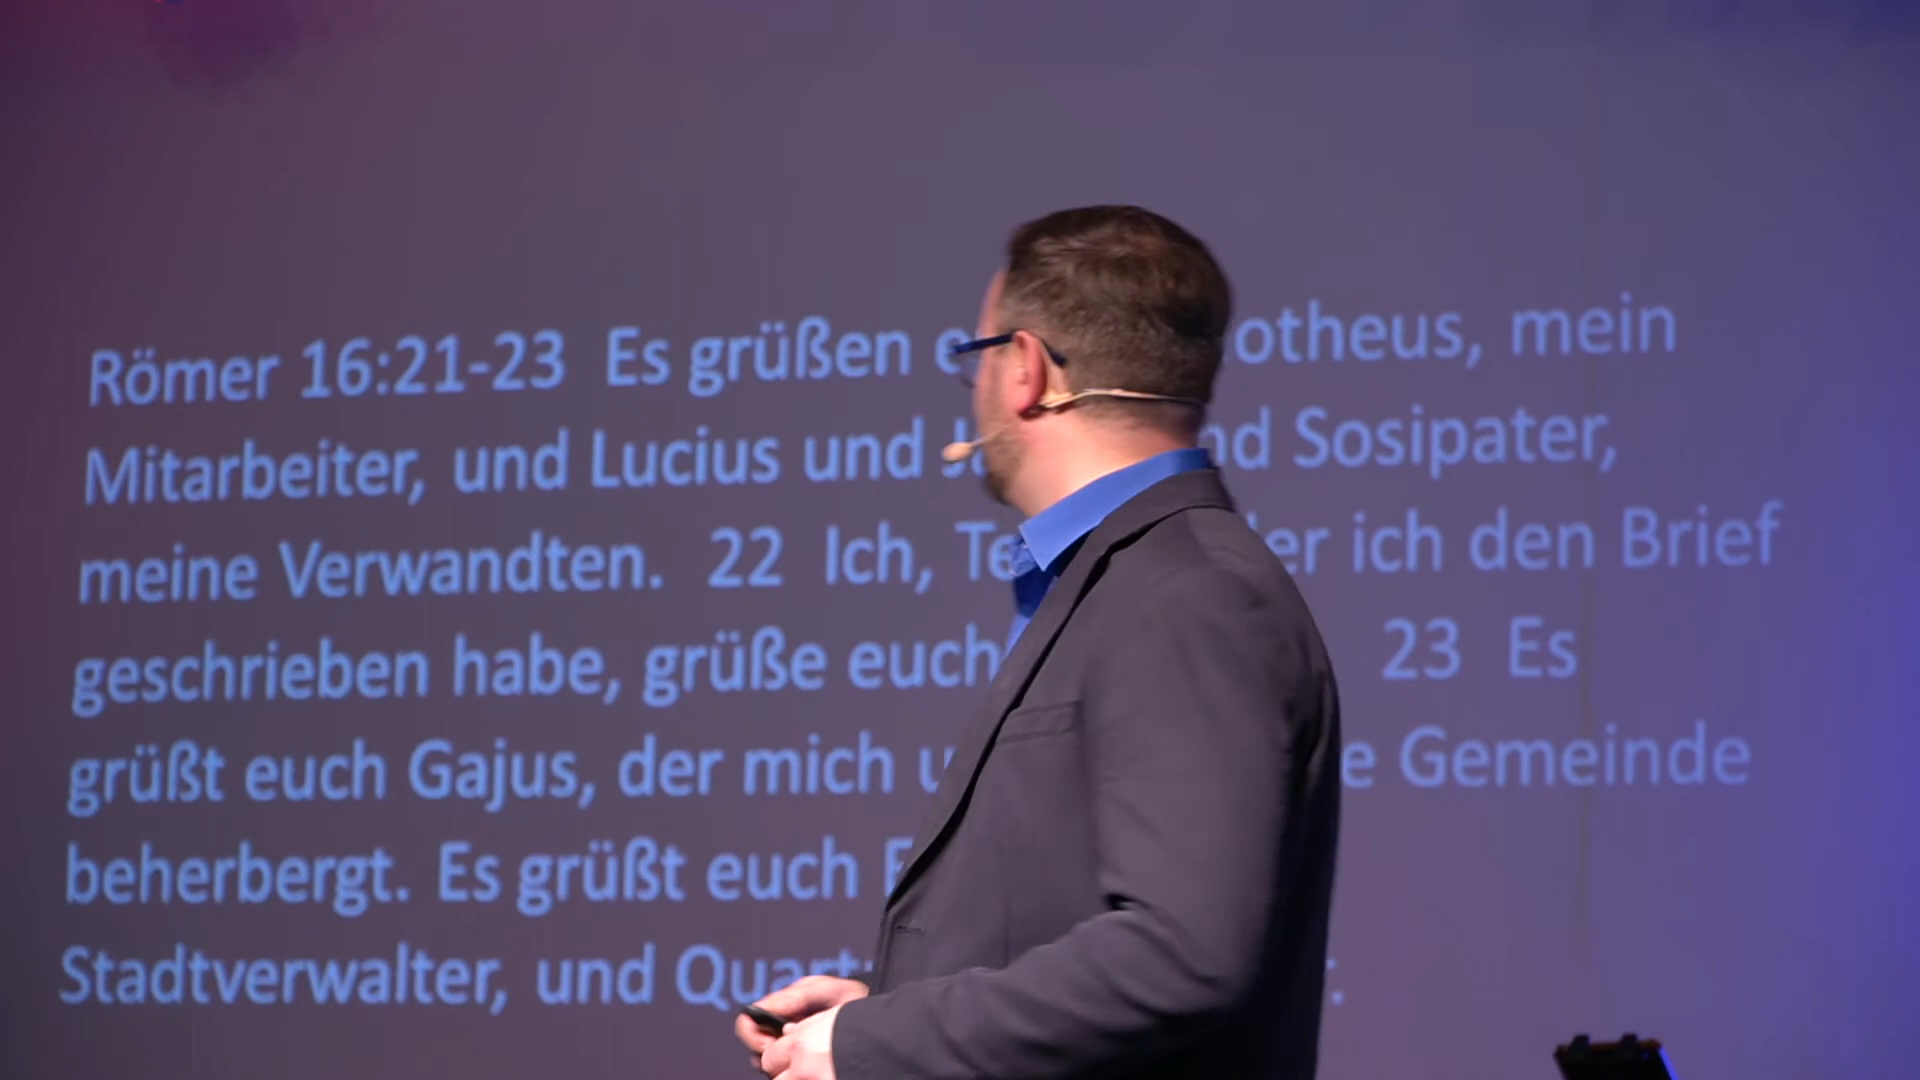 Römer 16:21-23 Es grüßen otheus, mein
Mitarbeiter, und Lucius und nd Sosipater,
meine Verwandten. 22 Ich, Te der ich den Brief
geschrieben habe, grüße euch 23 Es
grüßt euch Gajus, der mich u e Gemeinde
beherbergt. Es grüßt euch
Stadtverwalter, und Quart